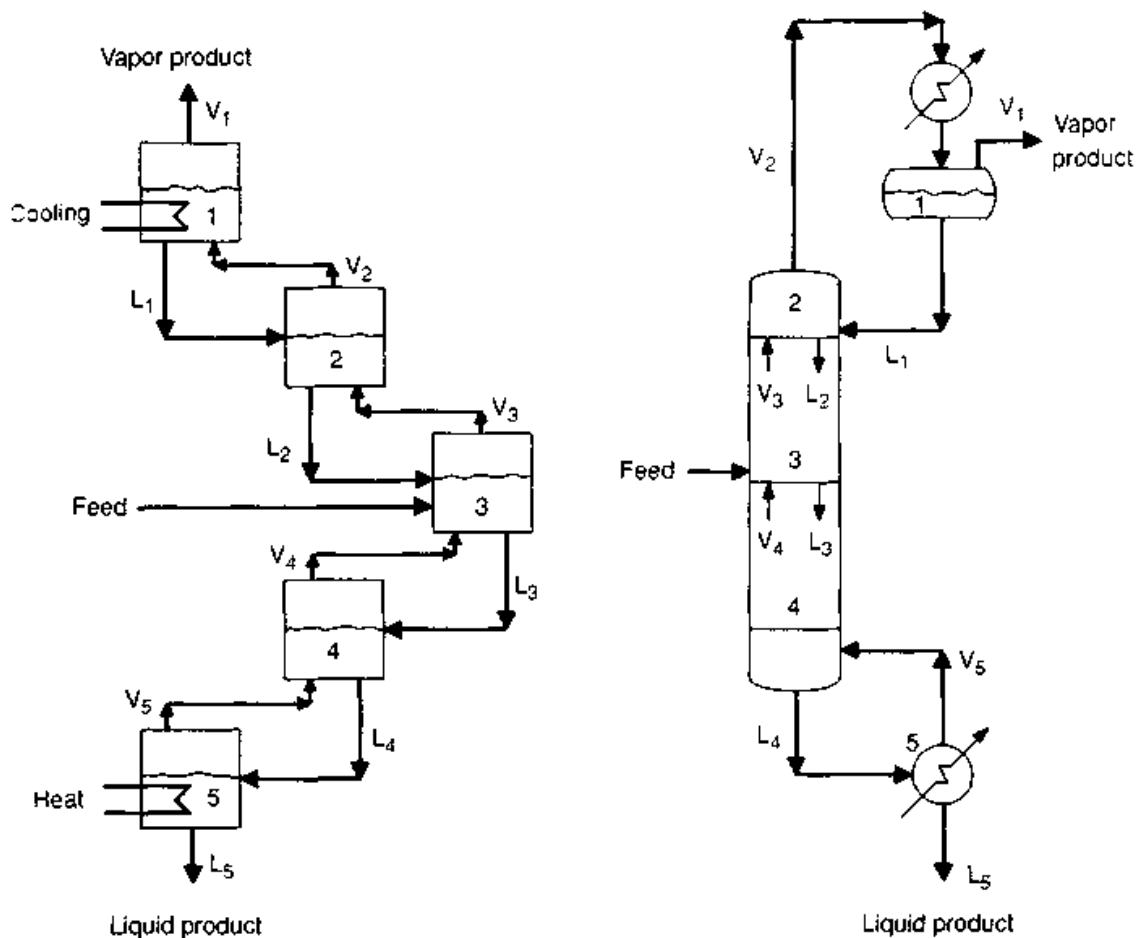 Vapor product
V1
Cooling
1
V2
L1
2
V3
L2
Feed
3
V4
L3
4
V5
L4
Heat
5
L5
Liquid product
V2
V1
Vapor
product
1
2
L1
V3 L2
Feed
3
V4 L3
4
V5
L4
5
L5
Liquid product